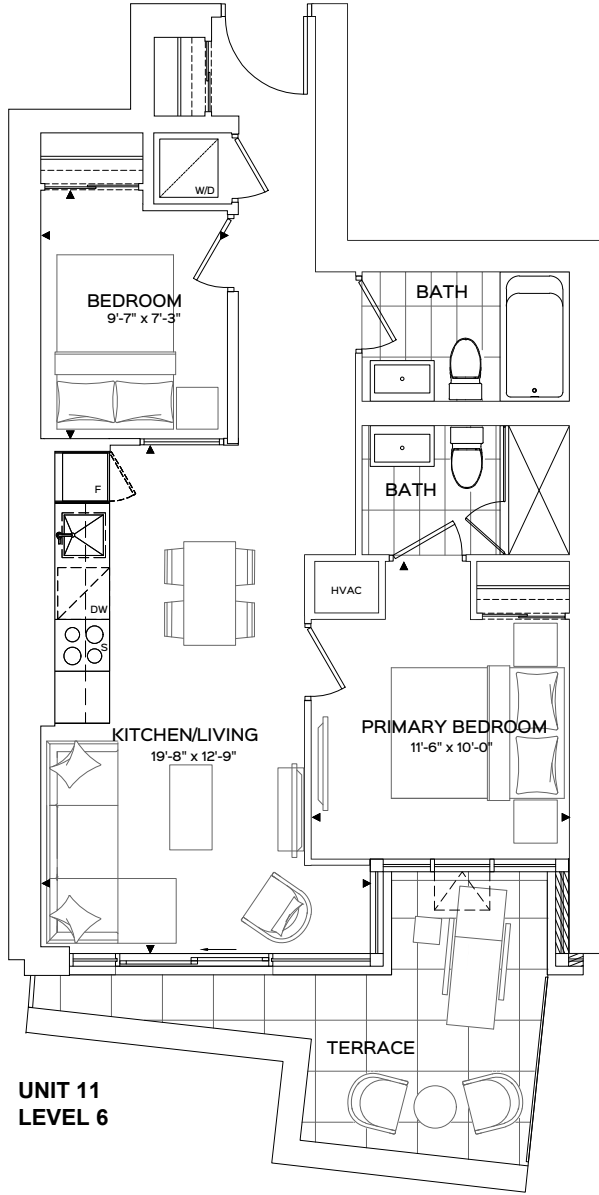 W/D
BEDROOM
9'-7" x 7'-3"
BATH
F
BATH
DW
S
HVAC
KITCHEN/LIVING
19'-8" x 12'-9"
PRIMARY BEDROOM
11'-6" x 10'-0"
TERRACE
UNIT 11
LEVEL 6